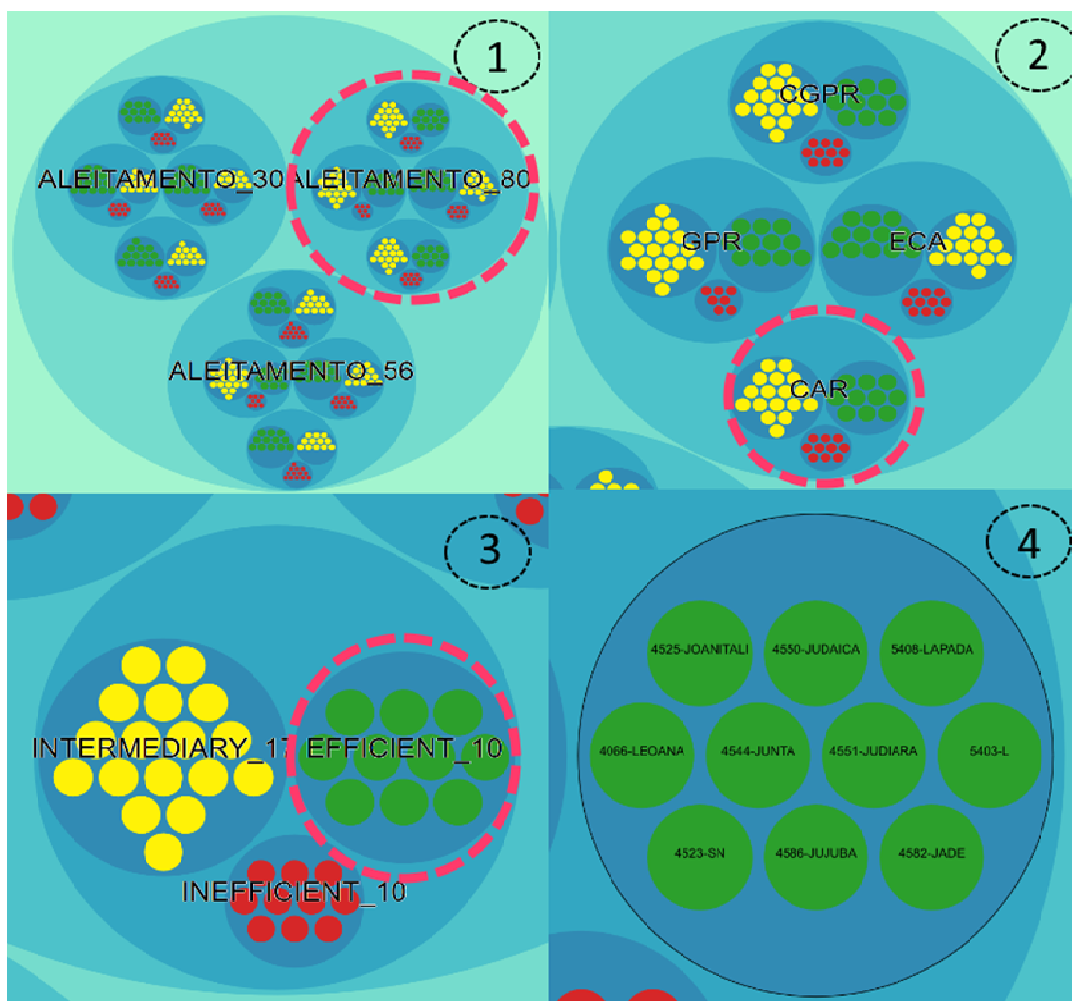 1
ALEITAMENTO_30
ALEITAMENTO_80
ALEITAMENTO_56
2
CGPR
GPR
ECA
CAR
3
INTERMEDIARY_17
EFFICIENT_10
INEFFICIENT_10
4
4525-JOANITALI
4550-JUDAICA
5408-LAPADA
4066-LEOANA
4544-JUNTA
4551-JUDIARA
5403-L
4523-SN
4586-JUJUBA
4582-JADE